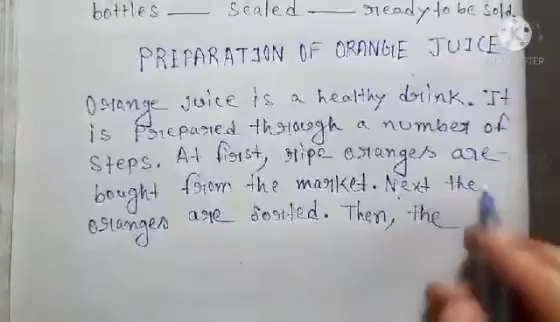 bottles — sealed — ready to be sold
PREPARATION OF ORANGE JUICE
Orange juice is a healthy drink. It
is prepared through a number of
steps. At first, ripe oranges are
bought from the market. Next the
oranges are sorted. Then, the